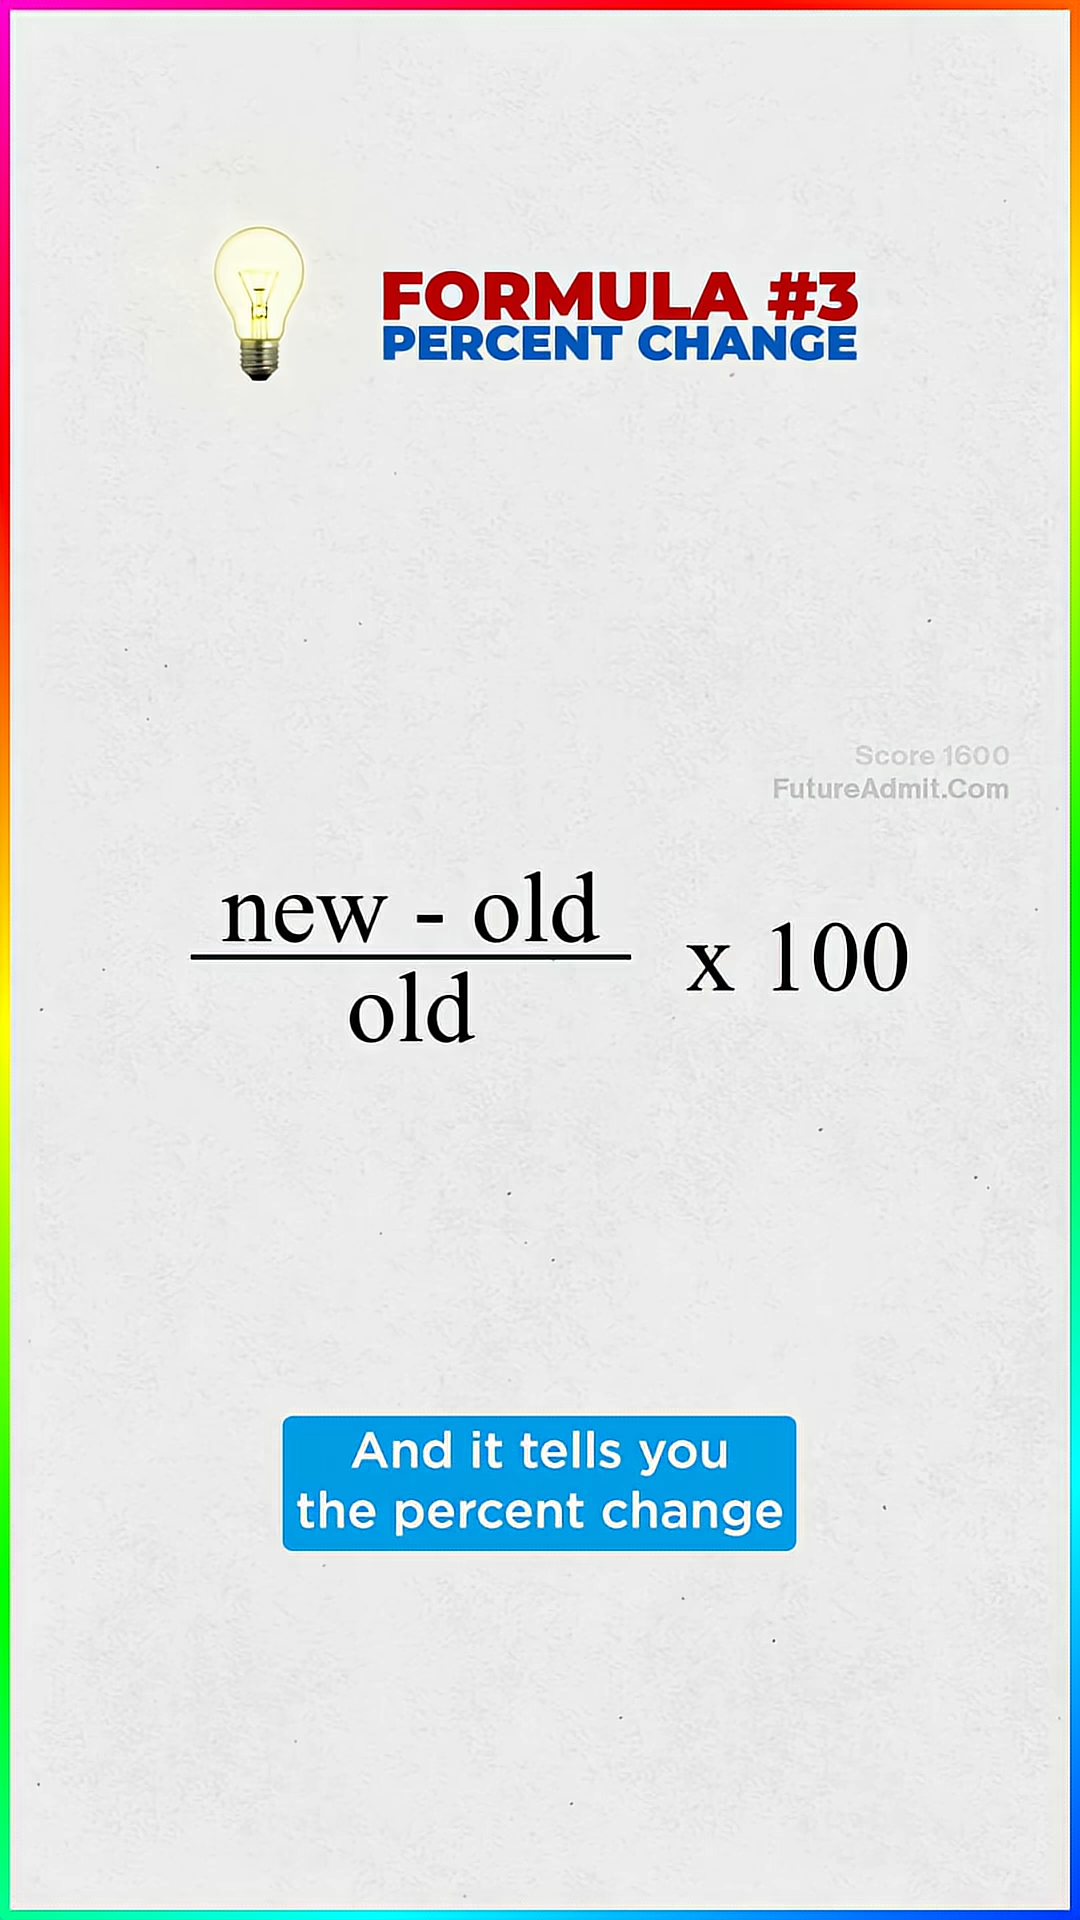 FORMULA #3
PERCENT CHANGE
Score 1600
FutureAdmit.Com
new - old
old
x 100
And it tells you
the percent change